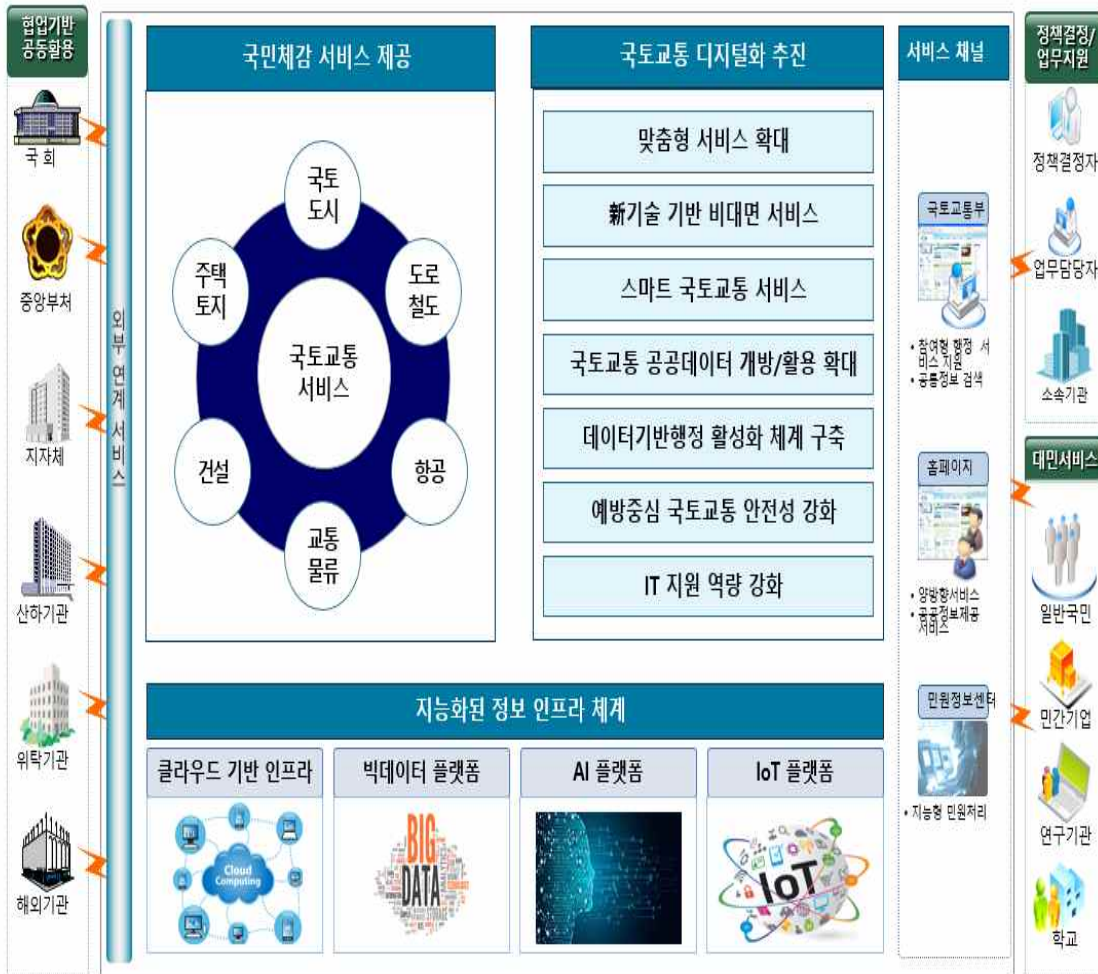 협업기반
공동활용
국 회
중앙부처
지자체
산하기관
위탁기관
해외기관
외부 연계 서비스
국민체감 서비스 제공
국토
도시
주택
토지
도로
철도
국토교통
서비스
건설
항공
교통
물류
국토교통 디지털화 추진
맞춤형 서비스 확대
新기술 기반 비대면 서비스
스마트 국토교통 서비스
국토교통 공공데이터 개방/활용 확대
데이터기반행정 활성화 체계 구축
예방중심 국토교통 안전성 강화
IT 지원 역량 강화
지능화된 정보 인프라 체계
클라우드 기반 인프라
Cloud
Computing
빅데이터 플랫폼
BIG
DATA
AI 플랫폼
IoT 플랫폼
IoT
서비스 채널
국토교통부
• 참여형 행정 서
비스 지원
• 공통정보 검색
홈페이지
• 양방향서비스
• 공공정보제공
서비스
민원정보센터
• 지능형 민원처리
정책결정/
업무지원
정책결정자
업무담당자
소속기관
대민서비스
일반국민
민간기업
연구기관
학교